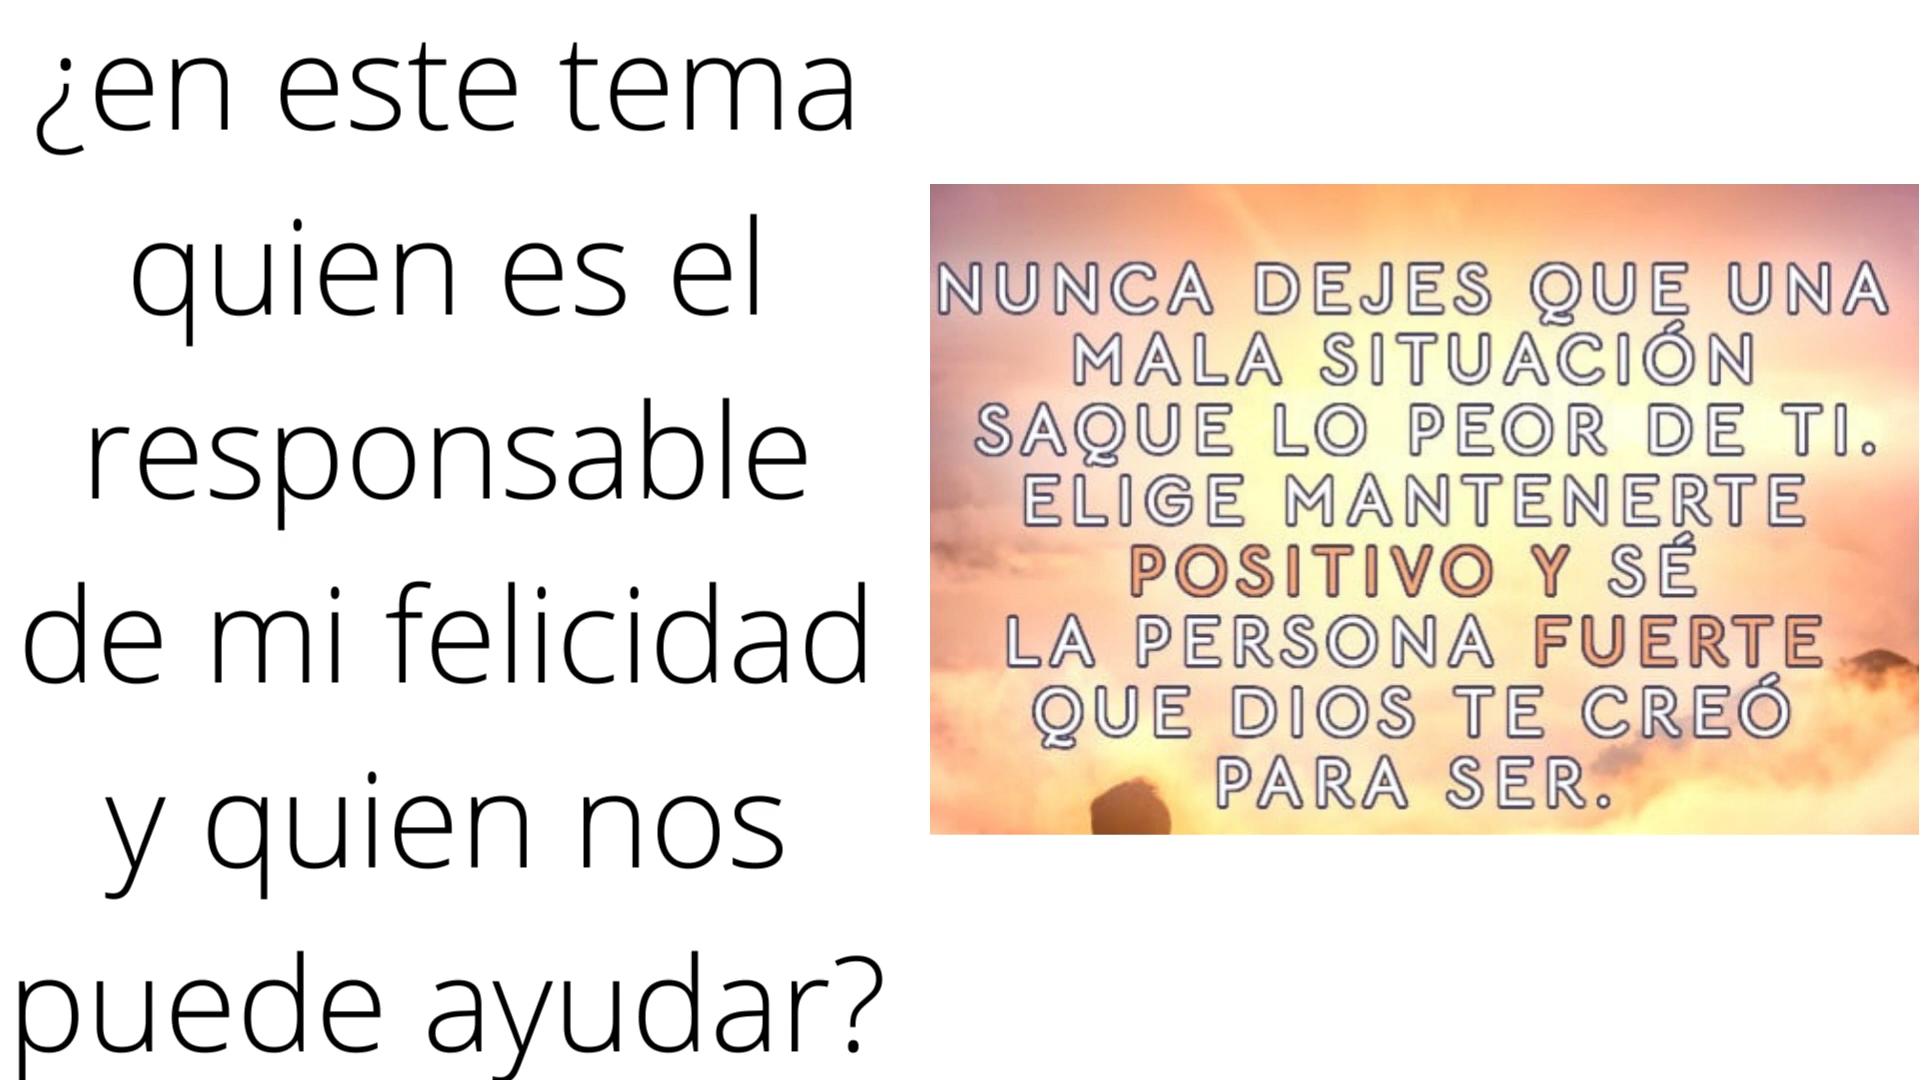 ¿en este tema
quien es el
responsable
de mi felicidad
y quien nos
puede ayudar?
NUNCA DEJES QUE UNA
MALA SITUACIÓN
SAQUE LO PEOR DE TI.
ELIGE MANTENERTE
POSITIVO Y SÉ
LA PERSONA FUERTE
QUE DIOS TE CREÓ
PARA SER.